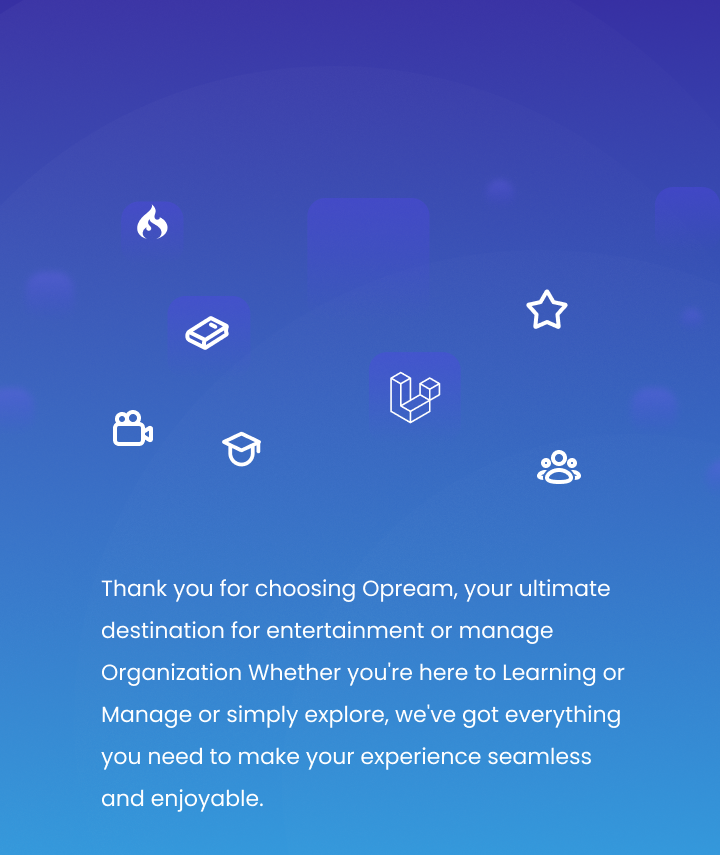 Thank you for choosing Opream, your ultimate
destination for entertainment or manage
Organization Whether you're here to Learning or
Manage or simply explore, we've got everything
you need to make your experience seamless
and enjoyable.